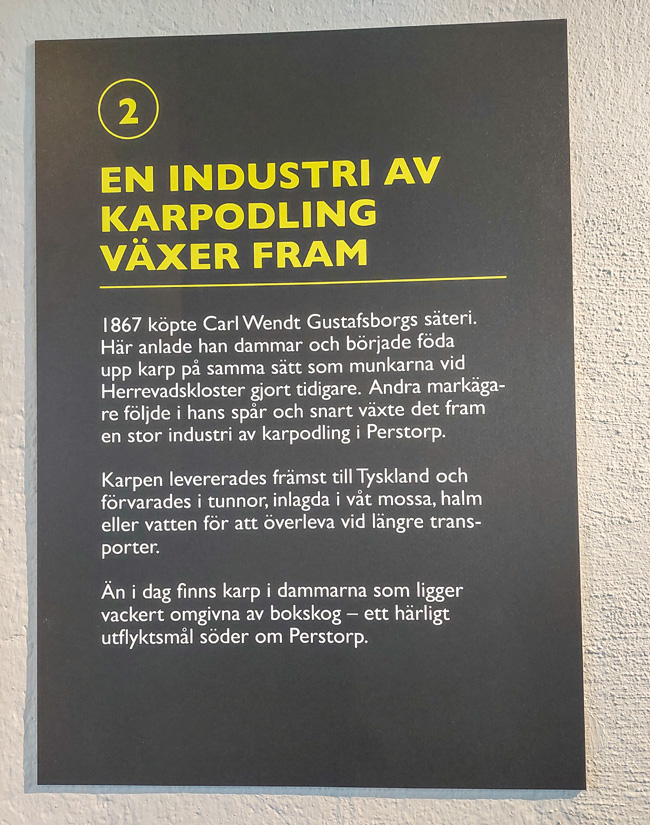 2
EN INDUSTRI AV
KARPODLING
VÄXER FRAM
1867 köpte Carl Wendt Gustafsborgs säteri.
Här anlade han dammar och började föda
upp karp på samma sätt som munkarna vid
Herrevadskloster gjort tidigare. Andra markäga-
re följde i hans spår och snart växte det fram
en stor industri av karpodling i Perstorp.
Karpen levererades främst till Tyskland och
förvarades i tunnor, inlagda i våt mossa, halm
eller vatten för att överleva vid längre trans-
porter.
Än i dag finns karp i dammarna som ligger
vackert omgivna av bokskog – ett härligt
utflyktsmål söder om Perstorp.